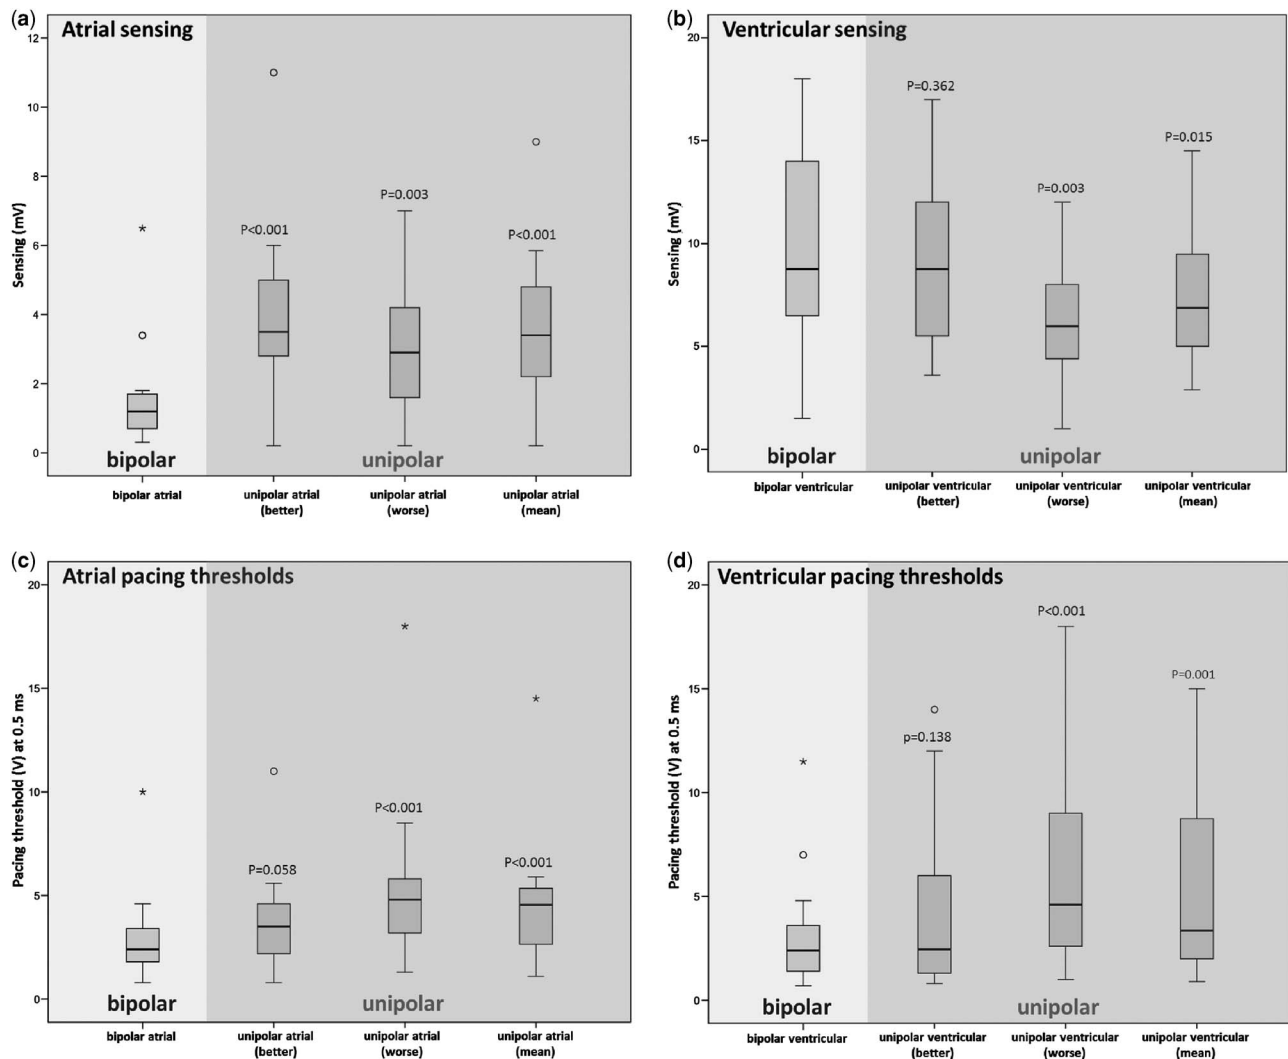 (a)
Atrial sensing
12
10
8
6
4
2
0
Sensing (mV)
P<0.001
P=0.003
P<0.001
bipolar
unipolar
bipolar atrial
unipolar atrial
(better)
unipolar atrial
(worse)
unipolar atrial
(mean)
(b)
Ventricular sensing
20
15
10
5
0
Sensing (mV)
P=0.362
P=0.003
P=0.015
bipolar
unipolar
bipolar ventricular
unipolar ventricular
(better)
unipolar ventricular
(worse)
unipolar ventricular
(mean)
(c)
Atrial pacing thresholds
20
15
10
5
0
Pacing threshold (V) at 0.5 ms
P=0.058
P<0.001
P<0.001
bipolar
unipolar
bipolar atrial
unipolar atrial
(better)
unipolar atrial
(worse)
unipolar atrial
(mean)
(d)
Ventricular pacing thresholds
20
15
10
5
0
Pacing threshold (V) at 0.5 ms
p=0.138
P<0.001
P=0.001
bipolar
unipolar
bipolar ventricular
unipolar ventricular
(better)
unipolar ventricular
(worse)
unipolar ventricular
(mean)